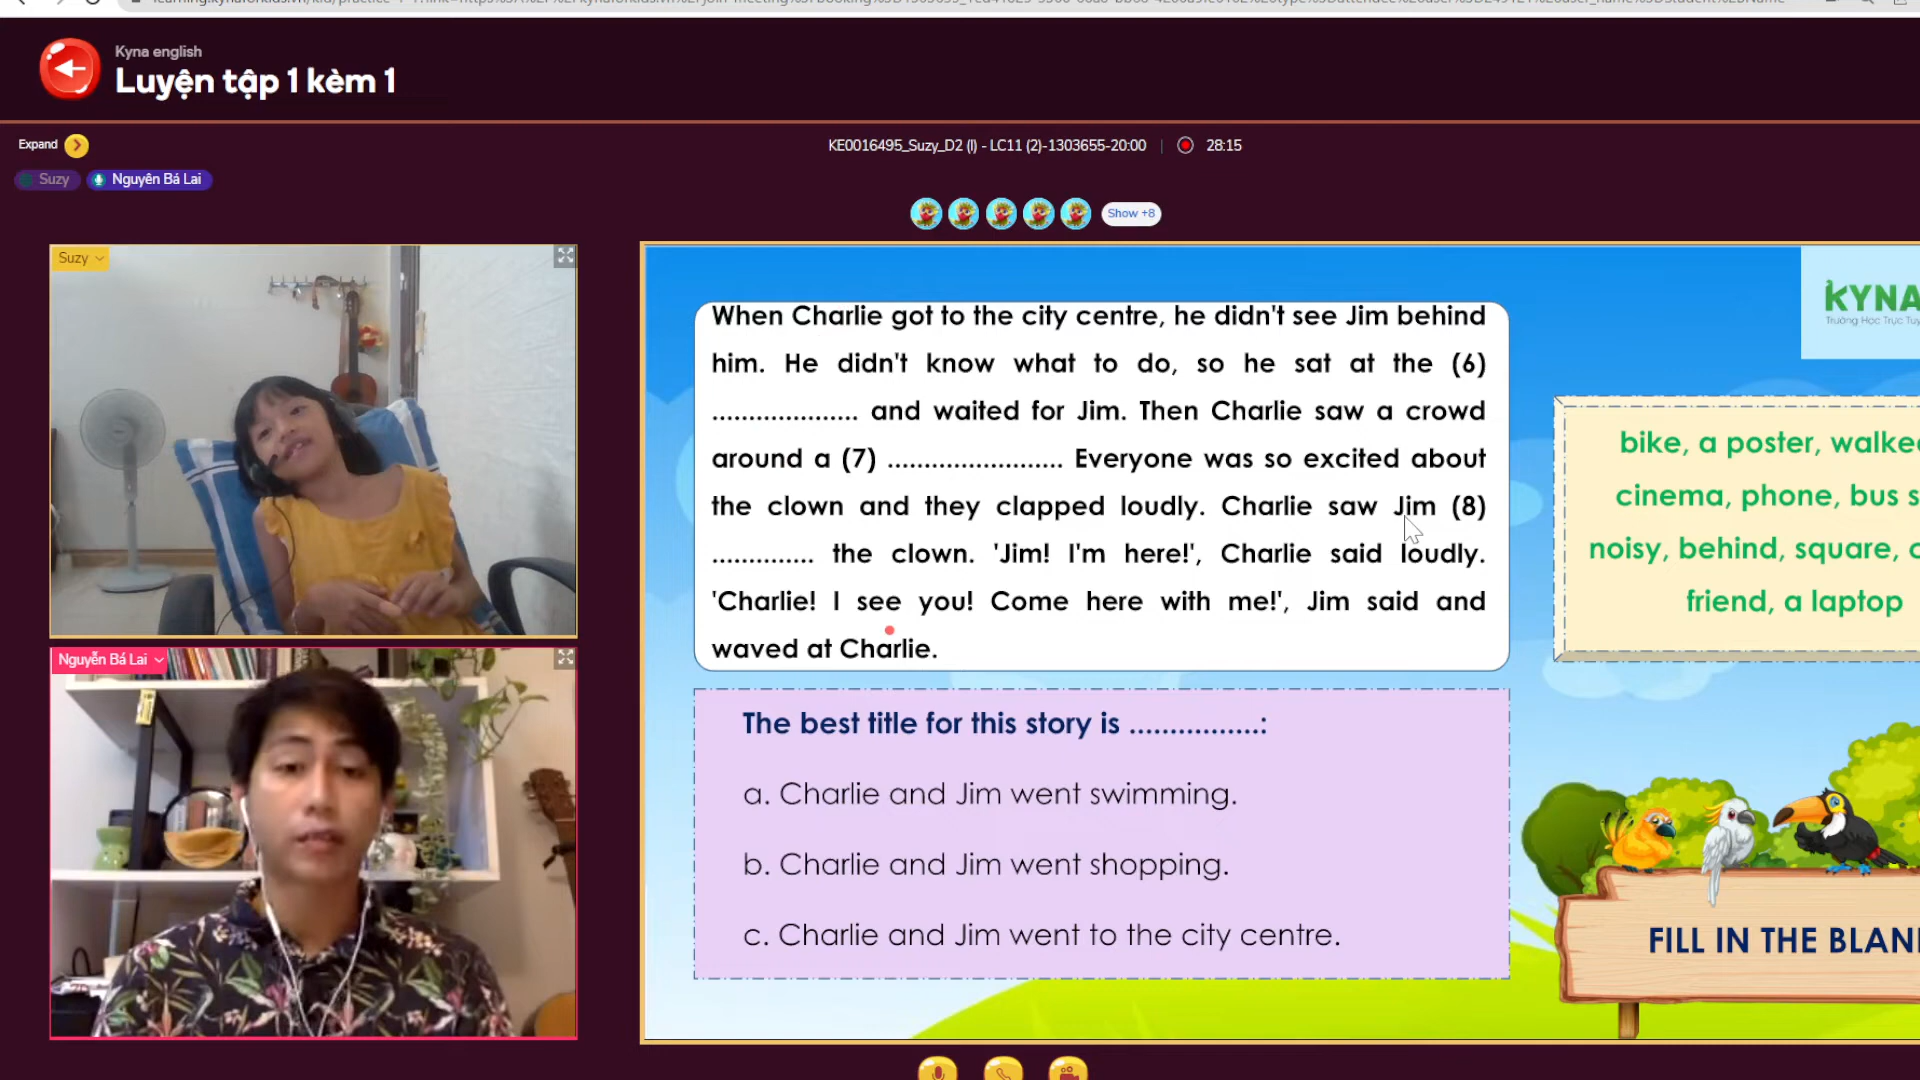 Kyna english
Luyện tập 1 kèm 1
Expand
KE0016495_Suzy_D2 (I) - LC11 (2)-1303655-20:00 | 28:15
Suzy Nguyên Bá Lai
Show +8
Suzy
Nguyễn Bá Lai
When Charlie got to the city centre, he didn't see Jim behind
him. He didn't know what to do, so he sat at the (6)
.................... and waited for Jim. Then Charlie saw a crowd
around a (7) ........................ Everyone was so excited about
the clown and they clapped loudly. Charlie saw Jim (8)
.............. the clown. 'Jim! I'm here!', Charlie said loudly.
'Charlie! I see you! Come here with me!', Jim said and
waved at Charlie.
The best title for this story is ................:
a. Charlie and Jim went swimming.
b. Charlie and Jim went shopping.
c. Charlie and Jim went to the city centre.
KYNA
Trường Học Trực
bike, a poster,
cinema, phone, bus
noisy, behind, square,
friend, a laptop
FILL IN THE